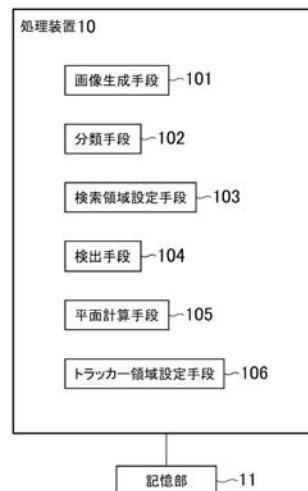 処理装置10
画像生成手段 101
分類手段 102
検索領域設定手段 103
検出手段 104
平面計算手段 105
トラッカー領域設定手段 106
記憶部 11